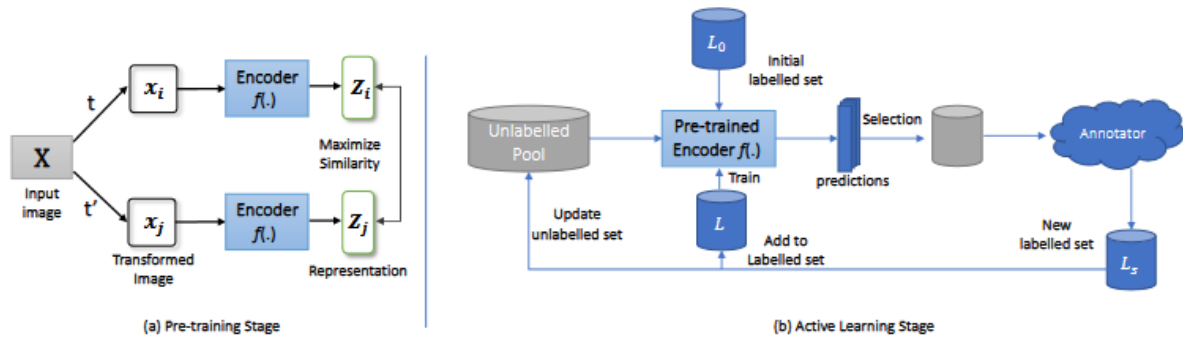 t
x_i
Encoder
f(.)
Z_i
X
Input
image
Maximize
Similarity
t'
x_j
Encoder
f(.)
Z_j
Transformed
Image
Representation
(a) Pre-training Stage
L_0
Initial
labelled set
Unlabelled
Pool
Pre-trained
Encoder f(.)
Selection
predictions
Annotator
Train
Update
unlabelled set
L
Add to
Labelled set
New
labelled set
L_s
(b) Active Learning Stage